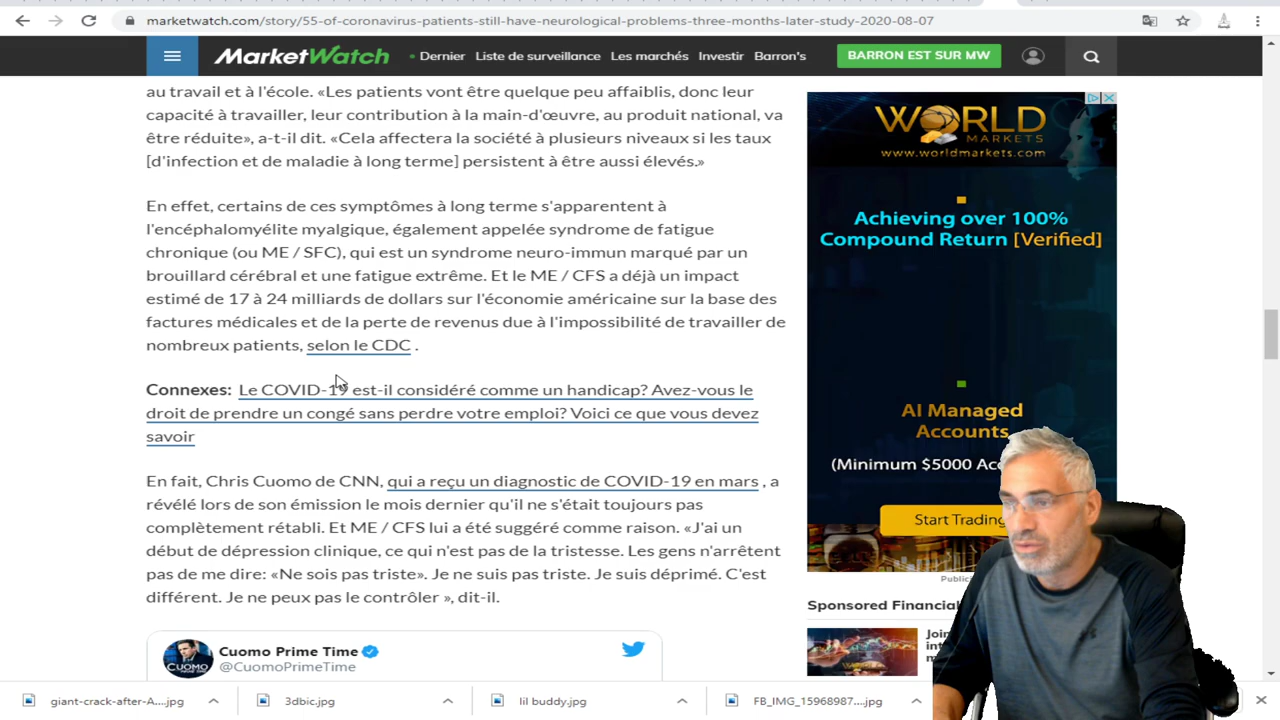 marketwatch.com/story/55-of-coronavirus-patients-still-have-neurological-problems-three-months-later-study-2020-08-07
MarketWatch
Dernier Liste de surveillance Les marchés Investir Barron's
BARRON EST SUR MW
au travail et à l'école. «Les patients vont être quelque peu affaiblis, donc leur
capacité à travailler, leur contribution à la main-d'œuvre, au produit national, va
être réduite», a-t-il dit. «Cela affectera la société à plusieurs niveaux si les taux
[d'infection et de maladie à long terme] persistent à être aussi élevés.»
En effet, certains de ces symptômes à long terme s'apparentent à
l'encéphalomyélite myalgique, également appelée syndrome de fatigue
chronique (ou ME / SFC), qui est un syndrome neuro-immun marqué par un
brouillard cérébral et une fatigue extrême. Et le ME / CFS a déjà un impact
estimé de 17 à 24 milliards de dollars sur l'économie américaine sur la base des
factures médicales et de la perte de revenus due à l'impossibilité de travailler de
nombreux patients, selon le CDC .
Connexes: Le COVID-19 est-il considéré comme un handicap? Avez-vous le
droit de prendre un congé sans perdre votre emploi? Voici ce que vous devez
savoir
En fait, Chris Cuomo de CNN, qui a reçu un diagnostic de COVID-19 en mars , a
révélé lors de son émission le mois dernier qu'il ne s'était toujours pas
complètement rétabli. Et ME / CFS lui a été suggéré comme raison. «J'ai un
début de dépression clinique, ce qui n'est pas de la tristesse. Les gens n'arrêtent
pas de me dire: «Ne sois pas triste». Je ne suis pas triste. Je suis déprimé. C'est
différent. Je ne peux pas le contrôler », dit-il.
CUOMO
Cuomo Prime Time
@CuomoPrimeTime
WORLD
MARKETS
www.worldmarkets.com
Achieving over 100%
Compound Return [Verified]
AI Managed
Accounts
(Minimum $5000
Start Trading
Sponsored
giant-crack-after-A....jpg
3dbic.jpg
lil buddy.jpg
FB_IMG_15968987....jpg